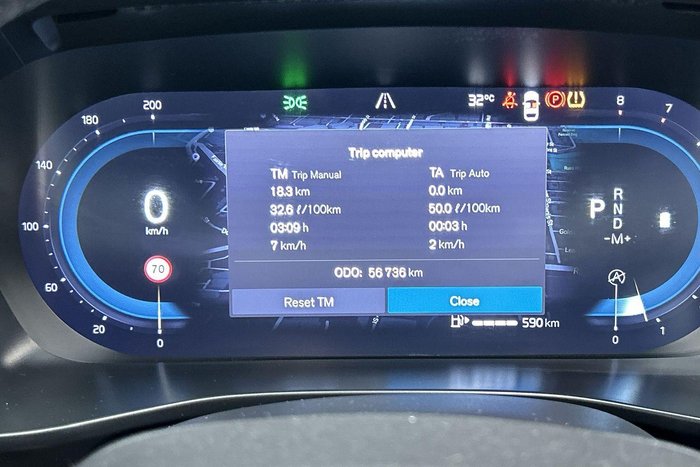 32°C
P
200
180
140
100
60
20
0
0
km/h
70
Trip computer
TM Trip Manual
18.3 km
32.6 ℓ/100km
03:09 h
7 km/h
TA Trip Auto
0.0 km
50.0 ℓ/100km
00:03 h
2 km/h
ODO: 56 736 km
Reset TM
Close
590 km
8
7
P
R
N
D
-M+
A
1
0